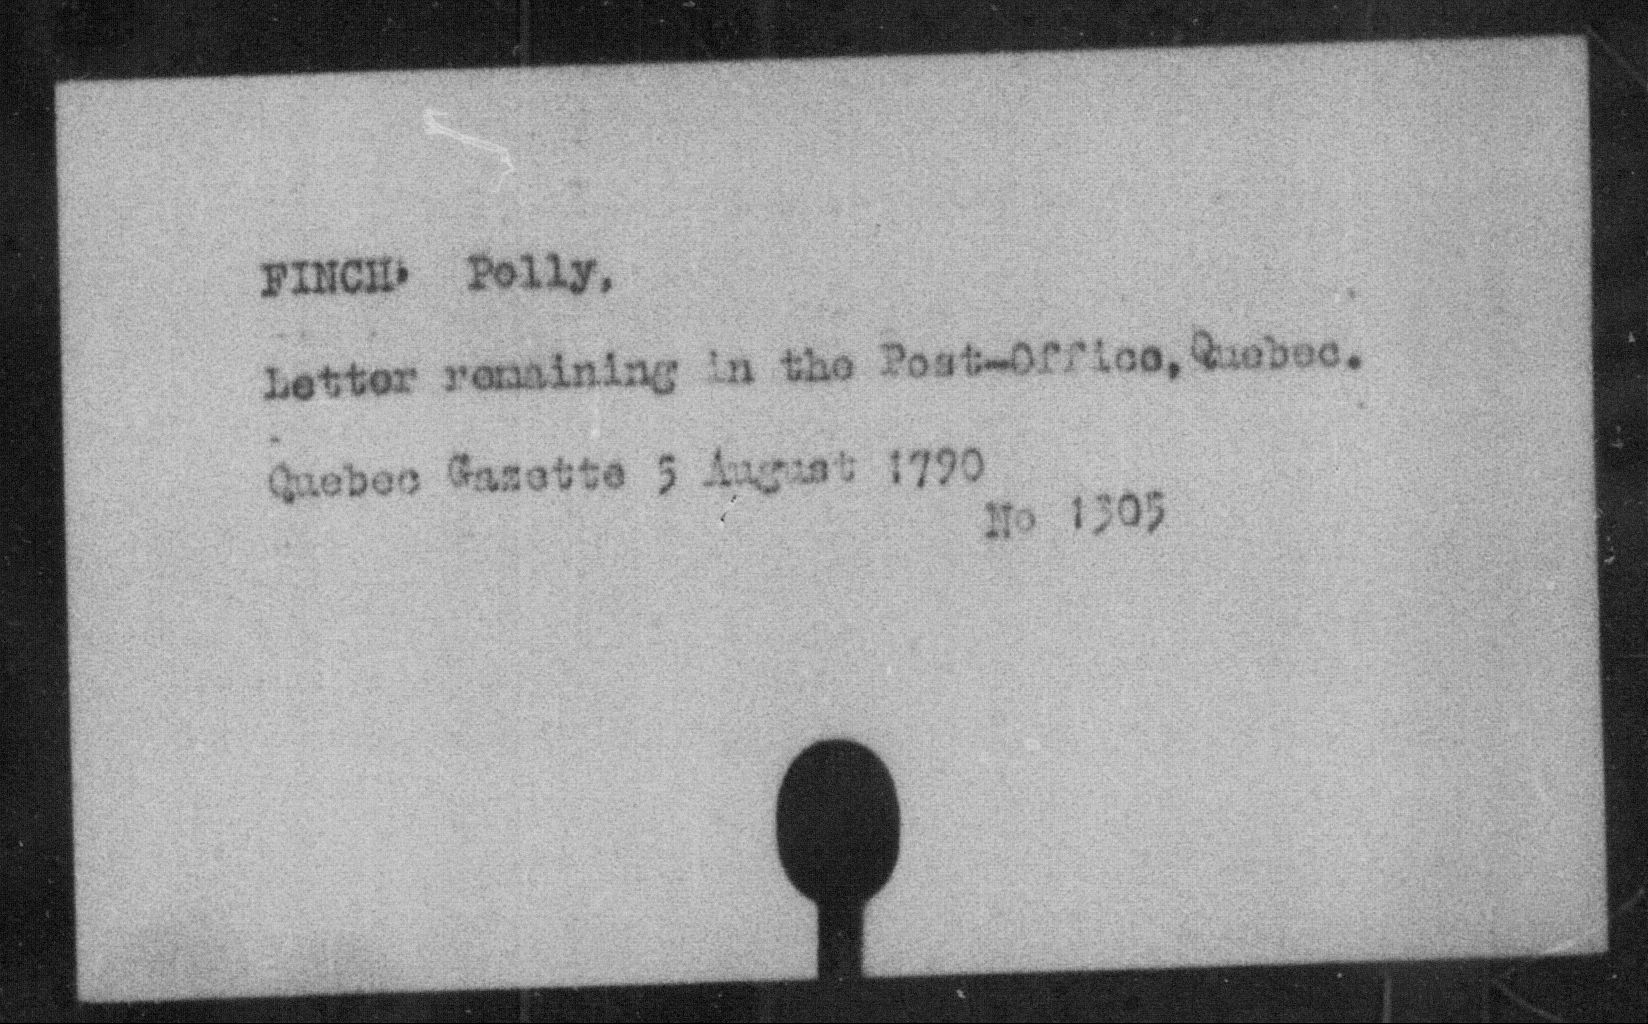 FINCH, Polly,
Letter remaining in the Post-Office, Quebec.
Quebec Gazette 5 August 1790
No 1305